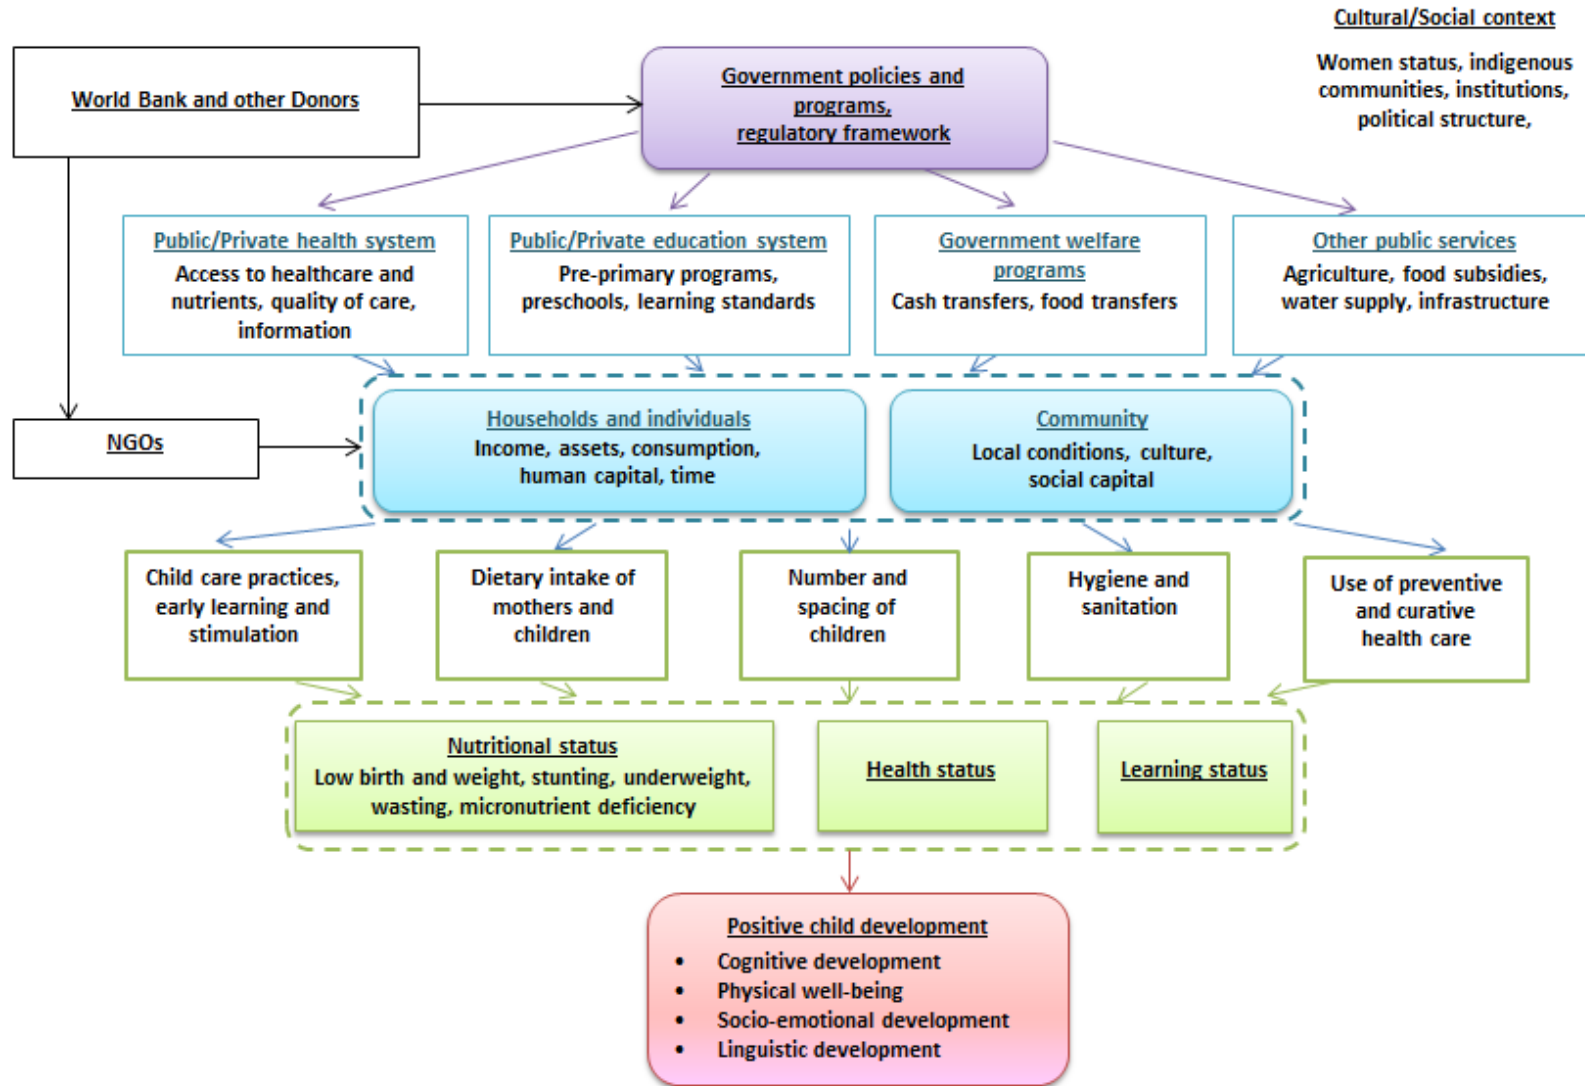 Cultural/Social context
Women status, indigenous
communities, institutions,
political structure,
World Bank and other Donors
Government policies and
programs,
regulatory framework
Public/Private health system
Access to healthcare and
nutrients, quality of care,
information
Public/Private education system
Pre-primary programs,
preschools, learning standards
Government welfare
programs
Cash transfers, food transfers
Other public services
Agriculture, food subsidies,
water supply, infrastructure
NGOs
Households and individuals
Income, assets, consumption,
human capital, time
Community
Local conditions, culture,
social capital
Child care practices,
early learning and
stimulation
Dietary intake of
mothers and
children
Number and
spacing of
children
Hygiene and
sanitation
Use of preventive
and curative
health care
Nutritional status
Low birth and weight, stunting, underweight,
wasting, micronutrient deficiency
Health status
Learning status
Positive child development
• Cognitive development
• Physical well-being
• Socio-emotional development
• Linguistic development